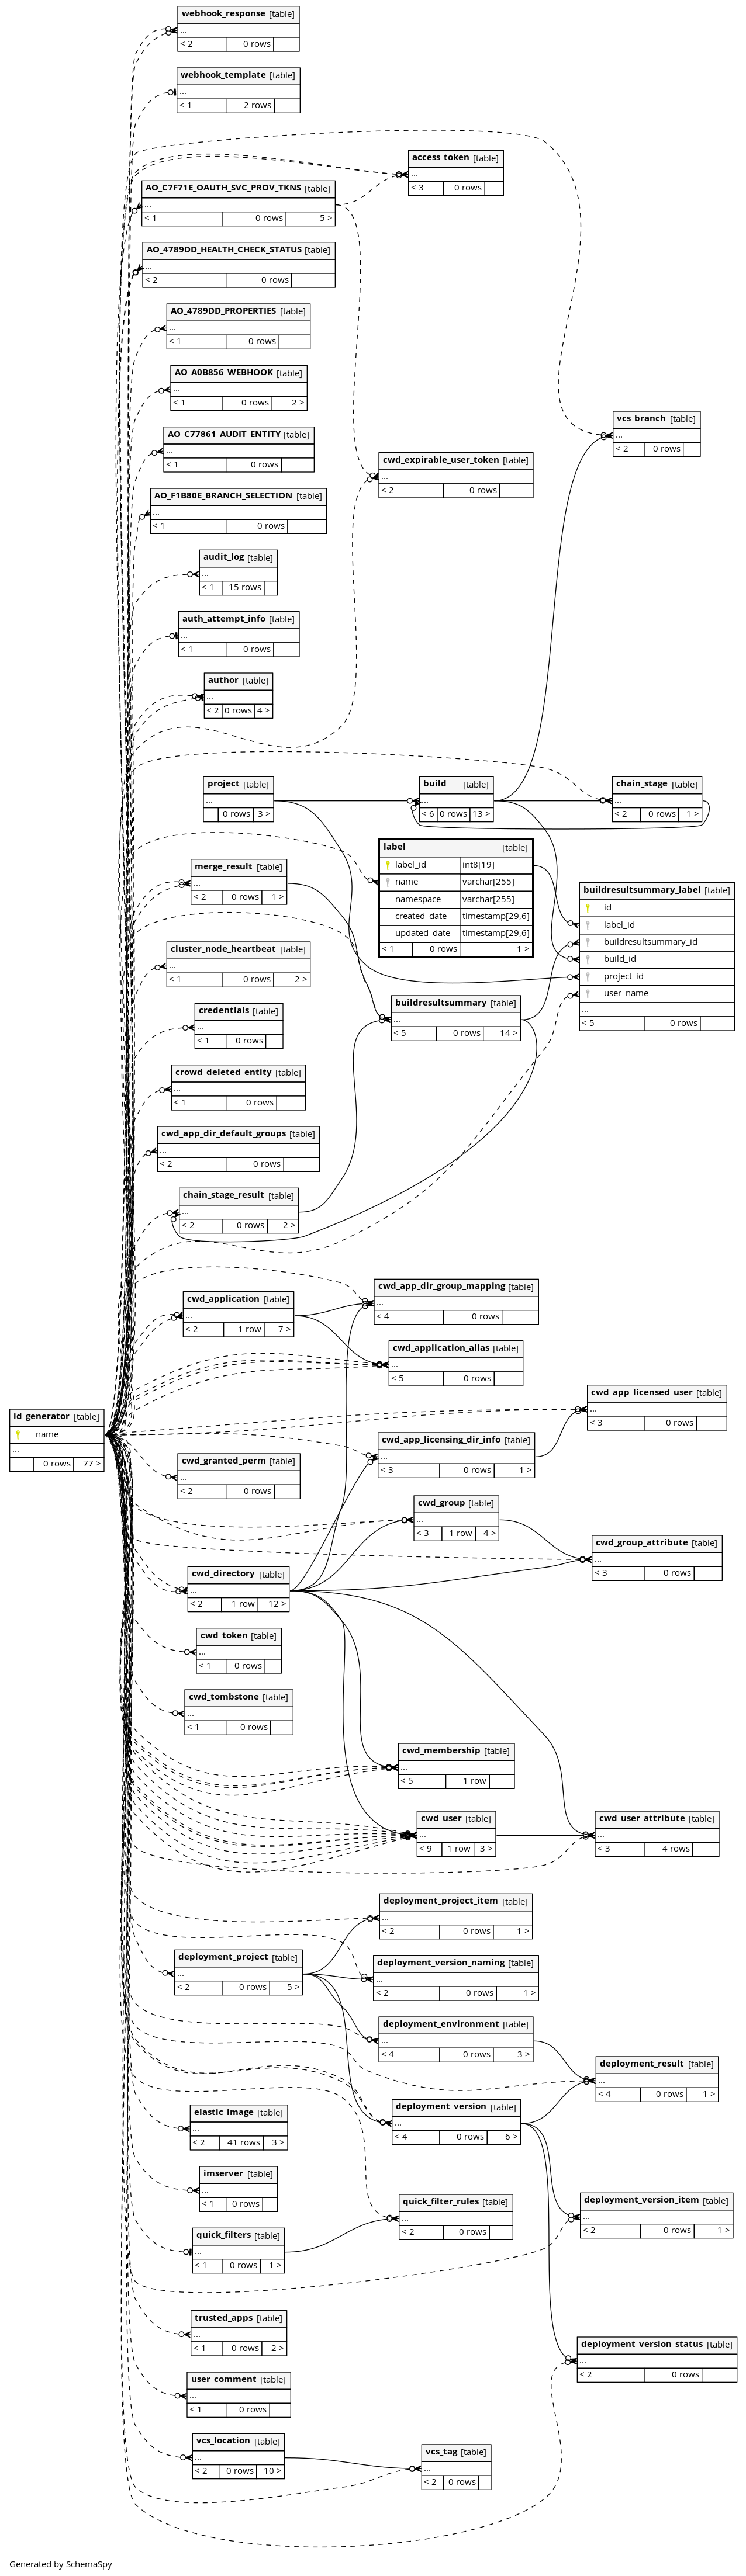 webhook_response [table]
...
< 2 0 rows
webhook_template [table]
...
< 1 2 rows
access_token [table]
...
< 3 0 rows
AO_C7F71E_OAUTH_SVC_PROV_TKNS [table]
...
< 1 0 rows 5 >
AO_4789DD_HEALTH_CHECK_STATUS [table]
...
< 2 0 rows
AO_4789DD_PROPERTIES [table]
...
< 1 0 rows
AO_A0B856_WEBHOOK [table]
...
< 1 0 rows 2 >
vcs_branch [table]
...
< 2 0 rows
AO_C77861_AUDIT_ENTITY [table]
...
< 1 0 rows
cwd_expirable_user_token [table]
...
< 2 0 rows
AO_F1B80E_BRANCH_SELECTION [table]
...
< 1 0 rows
audit_log [table]
...
< 1 15 rows
auth_attempt_info [table]
...
< 1 0 rows
author [table]
...
< 2 0 rows 4 >
project [table]
...
0 rows 3 >
build [table]
...
< 6 0 rows 13 >
chain_stage [table]
...
< 2 0 rows 1 >
label [table]
label_id int8[19]
name varchar[255]
namespace varchar[255]
created_date timestamp[29,6]
updated_date timestamp[29,6]
< 1 0 rows 1 >
merge_result [table]
...
< 2 0 rows 1 >
buildresultsummary_label [table]
id
label_id
buildresultsummary_id
build_id
project_id
user_name
...
< 5 0 rows
cluster_node_heartbeat [table]
...
< 1 0 rows 2 >
buildresultsummary [table]
...
< 5 0 rows 14 >
credentials [table]
...
< 1 0 rows
crowd_deleted_entity [table]
...
< 1 0 rows
cwd_app_dir_default_groups [table]
...
< 2 0 rows
chain_stage_result [table]
...
< 2 0 rows 2 >
cwd_app_dir_group_mapping [table]
...
< 4 0 rows
cwd_application [table]
...
< 2 1 row 7 >
cwd_application_alias [table]
...
< 5 0 rows
cwd_app_licensed_user [table]
...
< 3 0 rows
id_generator [table]
name
...
0 rows 77 >
cwd_app_licensing_dir_info [table]
...
< 3 0 rows 1 >
cwd_granted_perm [table]
...
< 2 0 rows
cwd_group [table]
...
< 3 1 row 4 >
cwd_group_attribute [table]
...
< 3 0 rows
cwd_directory [table]
...
< 2 1 row 12 >
cwd_token [table]
...
< 1 0 rows
cwd_tombstone [table]
...
< 1 0 rows
cwd_membership [table]
...
< 5 1 row
cwd_user [table]
...
< 9 1 row 3 >
cwd_user_attribute [table]
...
< 3 4 rows
deployment_project_item [table]
...
< 2 0 rows 1 >
deployment_project [table]
...
< 2 0 rows 5 >
deployment_version_naming [table]
...
< 2 0 rows 1 >
deployment_environment [table]
...
< 4 0 rows 3 >
deployment_result [table]
...
< 4 0 rows 1 >
deployment_version [table]
...
< 4 0 rows 6 >
elastic_image [table]
...
< 2 41 rows 3 >
imserver [table]
...
< 1 0 rows
quick_filter_rules [table]
...
< 2 0 rows
deployment_version_item [table]
...
< 2 0 rows 1 >
quick_filters [table]
...
< 1 0 rows 1 >
trusted_apps [table]
...
< 1 0 rows 2 >
deployment_version_status [table]
...
< 2 0 rows
user_comment [table]
...
< 1 0 rows
vcs_location [table]
...
< 2 0 rows 10 >
vcs_tag [table]
...
< 2 0 rows
Generated by SchemaSpy